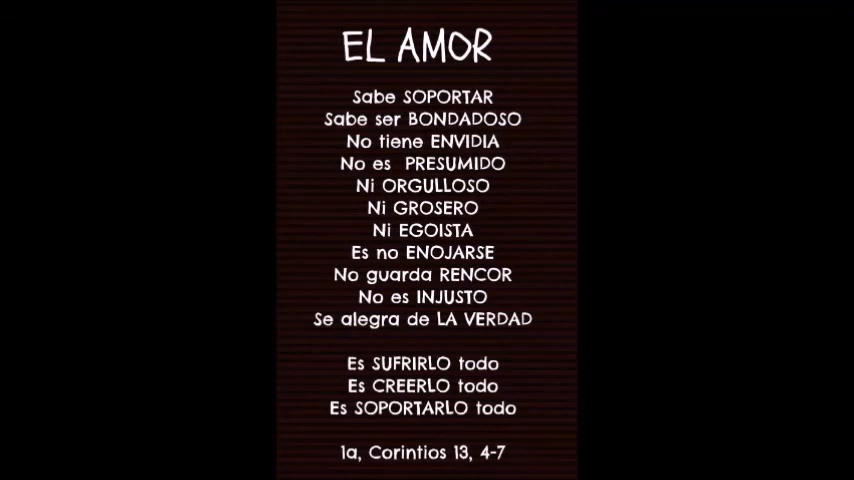 EL AMOR
Sabe SOPORTAR
Sabe ser BONDADOSO
No tiene ENVIDIA
No es PRESUMIDO
Ni ORGULLOSO
Ni GROSERO
Ni EGOISTA
Es no ENOJARSE
No guarda RENCOR
No es INJUSTO
Se alegra de LA VERDAD
Es SUFRIRLO todo
Es CREERLO todo
Es SOPORTARLO todo
1a, Corintios 13, 4-7